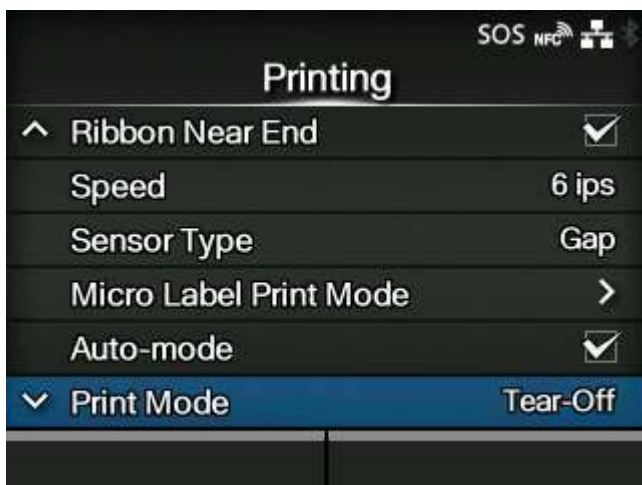 SOS NFC
Printing
Ribbon Near End
Speed 6 ips
Sensor Type Gap
Micro Label Print Mode
Auto-mode
Print Mode Tear-Off